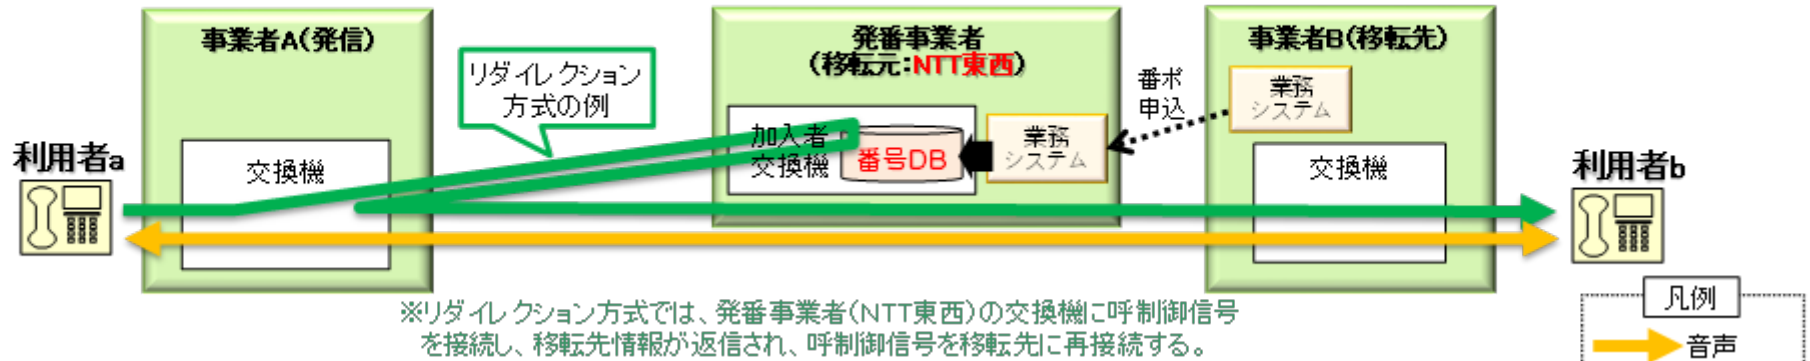 事業者A(発信)
発番事業者
(移転元:NTT東西)
事業者B(移転先)
リダイレクション
方式の例
番ポ
申込
業務
システム
加入者
交換機
番号DB
業務
システム
利用者a
交換機
交換機
利用者b
※リダイレクション方式では、発番事業者(NTT東西)の交換機に呼制御信号
を接続し、移転先情報が返信され、呼制御信号を移転先に再接続する。
凡例
音声